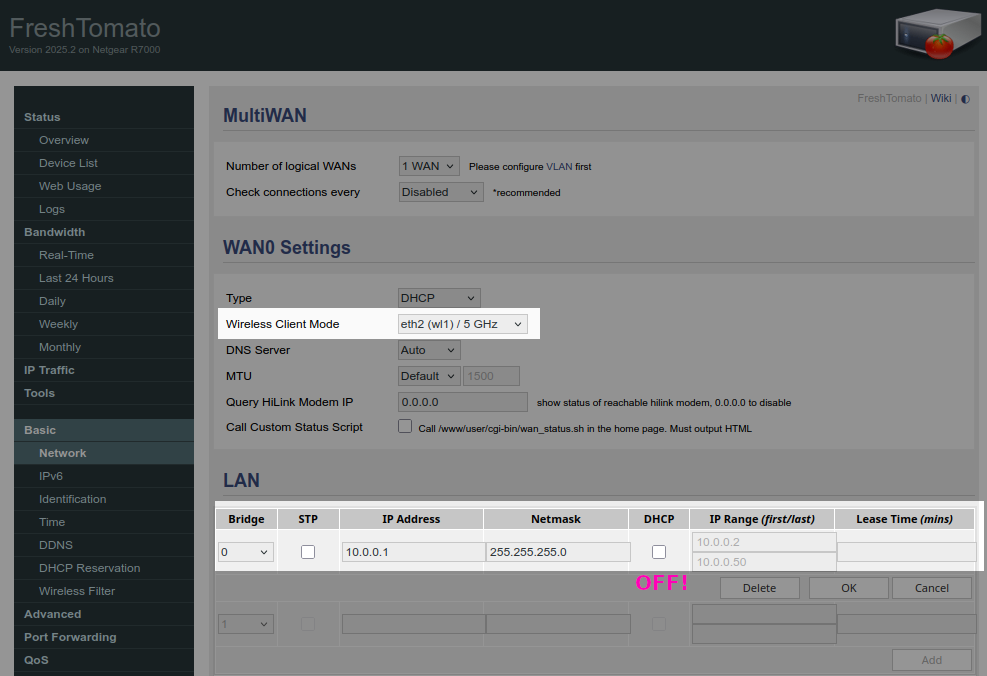 FreshTomato
Version 2025.2 on Netgear R7000
FreshTomato | Wiki |
Status
Overview
Device List
Web Usage
Logs
Bandwidth
Real-Time
Last 24 Hours
Daily
Weekly
Monthly
IP Traffic
Tools
Basic
Network
IPv6
Identification
Time
DDNS
DHCP Reservation
Wireless Filter
Advanced
Port Forwarding
QoS
MultiWAN
Number of logical WANs 1 WAN Please configure VLAN first
Check connections every Disabled *recommended
WAN0 Settings
Type DHCP
Wireless Client Mode eth2 (wl1) / 5 GHz
DNS Server Auto
MTU Default 1500
Query HiLink Modem IP 0.0.0.0 show status of reachable hilink modem, 0.0.0.0 to disable
Call Custom Status Script Call /www/user/cgi-bin/wan_status.sh in the home page. Must output HTML
LAN
Bridge STP IP Address Netmask DHCP IP Range (first/last) Lease Time (mins)
0 10.0.0.1 255.255.255.0 10.0.0.2
10.0.0.50
OFF!
Delete OK Cancel
1
Add